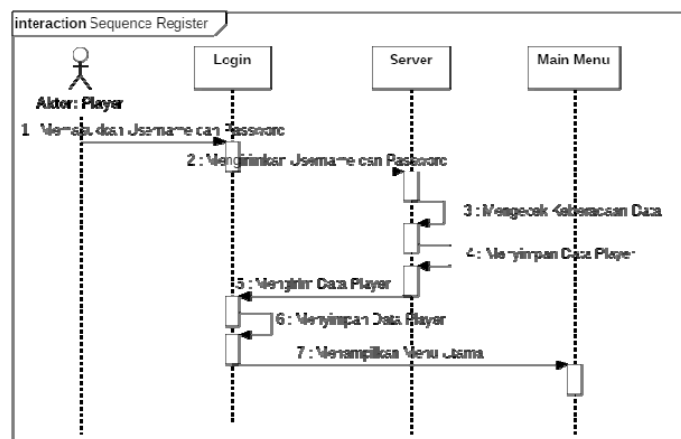 interaction Sequence Register
Login
Server
Main Menu
Aktor: Player
1 : Memasukkan Username dan Password
2 : Mengirimkan Username dan Password
3 : Mengecek Keberadaan Data
4 : Menyimpan Data Player
5 : Mengirim Data Player
6 : Menyimpan Data Player
7 : Menampilkan Menu Utama